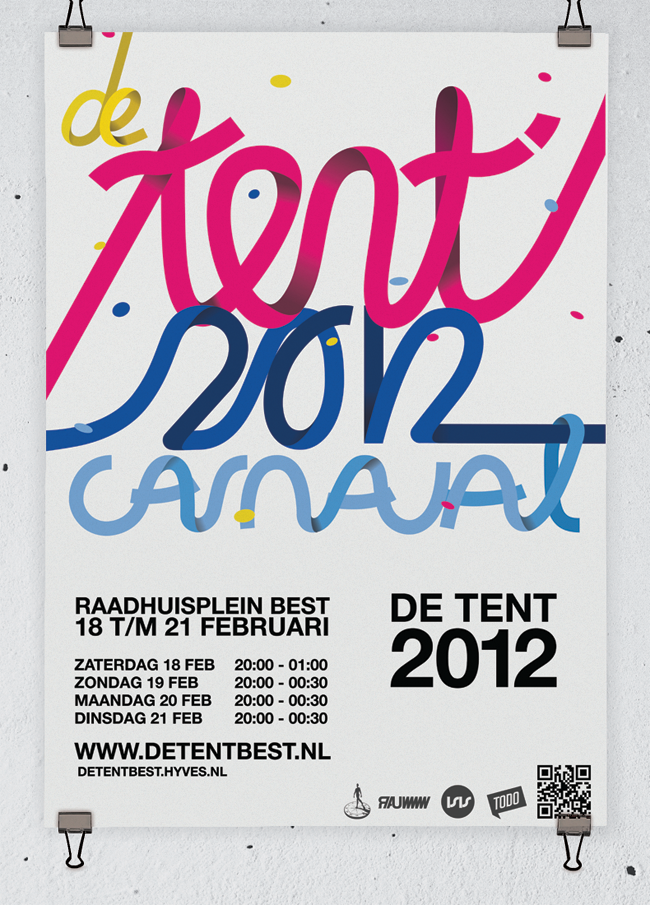 de
tent
2012
carnaval
RAADHUISPLEIN BEST
18 T/M 21 FEBRUARI
ZATERDAG 18 FEB 20:00 - 01:00
ZONDAG 19 FEB 20:00 - 00:30
MAANDAG 20 FEB 20:00 - 00:30
DINSDAG 21 FEB 20:00 - 00:30
WWW.DETENTBEST.NL
DETENTBEST.HYVES.NL
DE TENT
2012
TODO